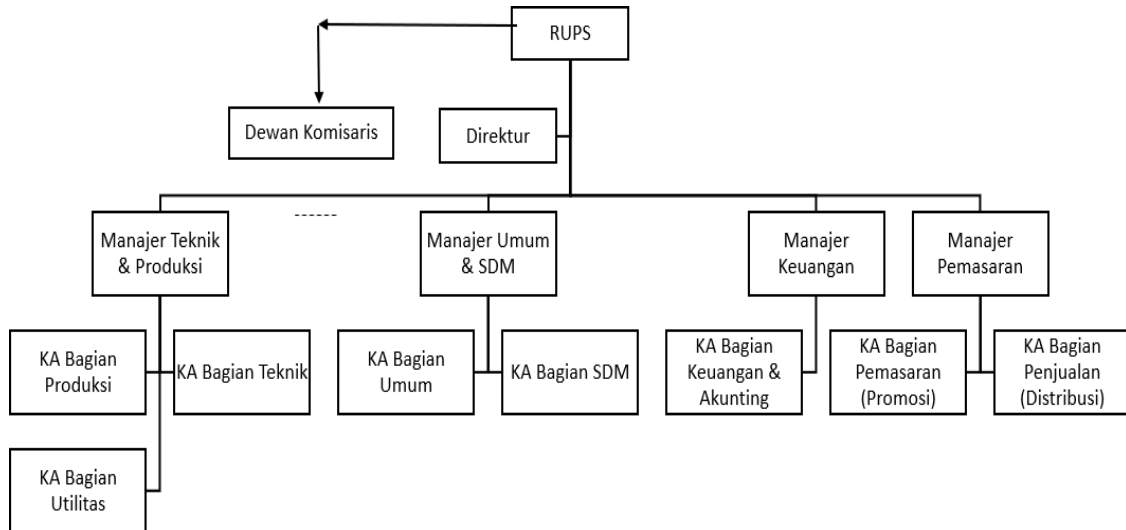 RUPS
Dewan Komisaris
Direktur
Manajer Teknik
& Produksi
Manajer Umum
& SDM
Manajer
Keuangan
Manajer
Pemasaran
KA Bagian
Produksi
KA Bagian Teknik
KA Bagian
Umum
KA Bagian SDM
KA Bagian
Keuangan &
Akunting
KA Bagian
Pemasaran
(Promosi)
KA Bagian
Penjualan
(Distribusi)
KA Bagian
Utilitas